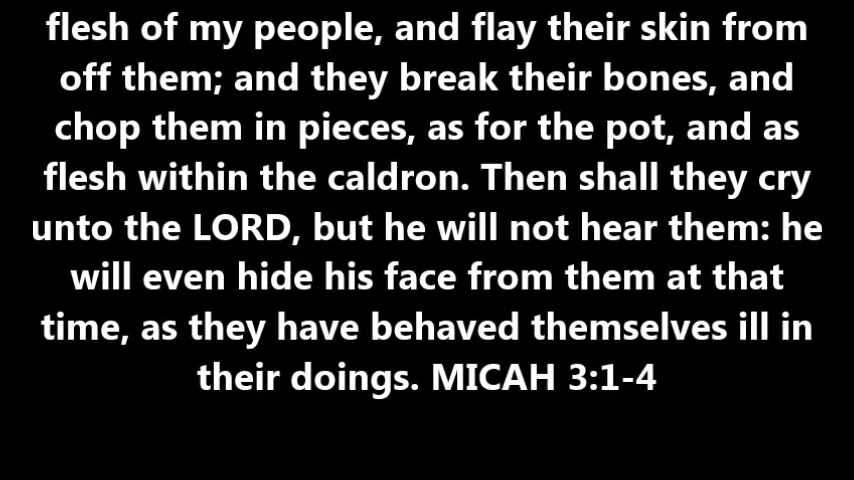 flesh of my people, and flay their skin from
off them; and they break their bones, and
chop them in pieces, as for the pot, and as
flesh within the caldron. Then shall they cry
unto the LORD, but he will not hear them: he
will even hide his face from them at that
time, as they have behaved themselves ill in
their doings. MICAH 3:1-4